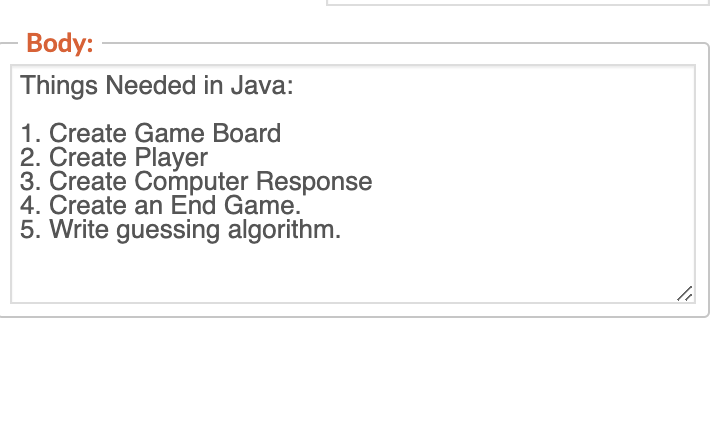 Body:
Things Needed in Java:
1. Create Game Board
2. Create Player
3. Create Computer Response
4. Create an End Game.
5. Write guessing algorithm.